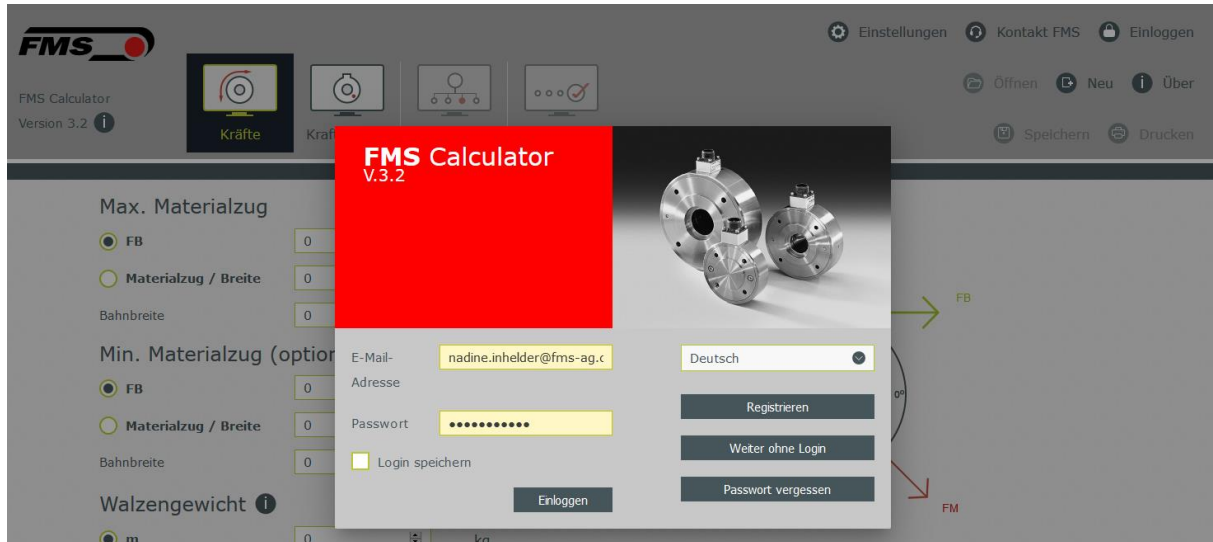 FMS
Einstellungen Kontakt FMS Einloggen
FMS Calculator
Version 3.2
Öffnen Neu Über
Kräfte
Speichern Drucken
FMS Calculator
V.3.2
Max. Materialzug
FB 0
Materialzug / Breite 0
Bahnbreite 0
FB
Min. Materialzug
FB 0
Materialzug / Breite 0
Bahnbreite 0
0°
Walzengewicht
m 0 kg
FM
E-Mail-
Adresse
nadine.inhelder@fms-ag.c
Deutsch
Registrieren
Passwort
Weiter ohne Login
Login speichern
Einloggen
Passwort vergessen